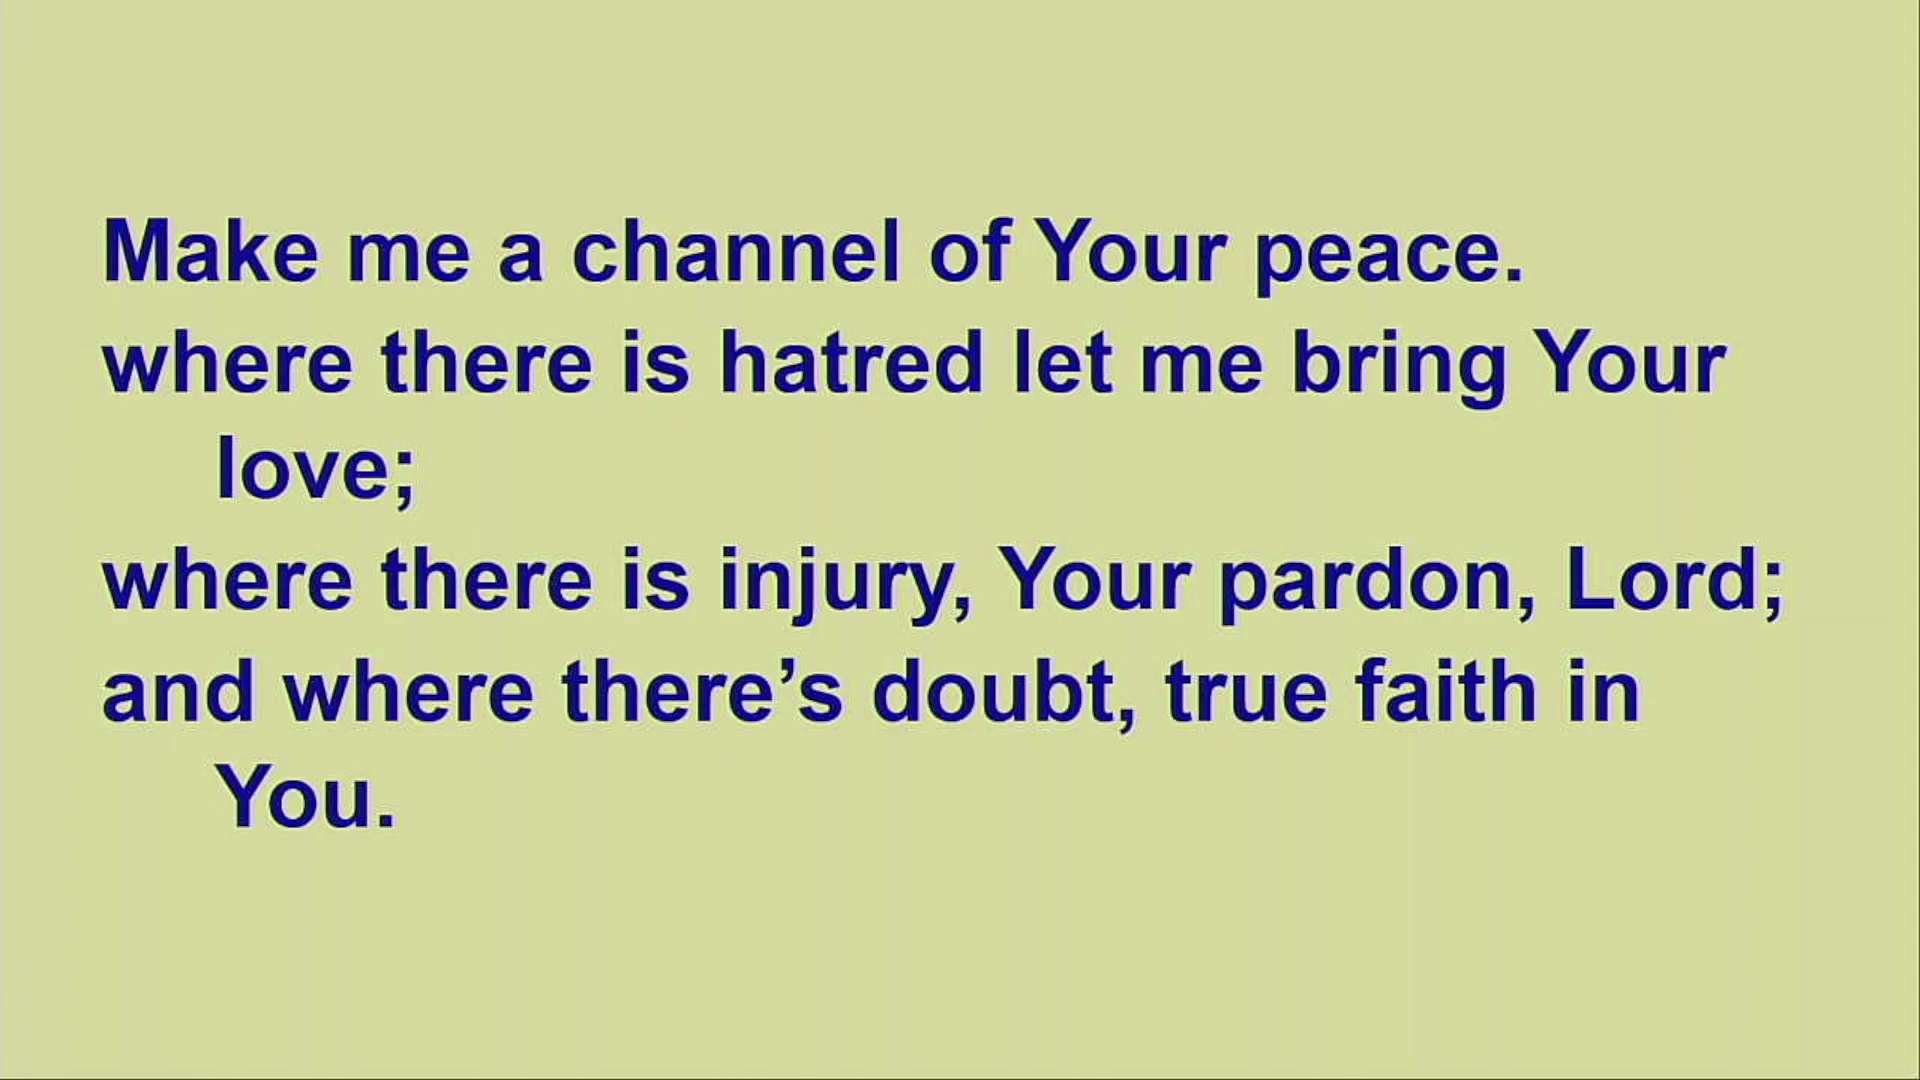 Make me a channel of Your peace.
where there is hatred let me bring Your
love;
where there is injury, Your pardon, Lord;
and where there’s doubt, true faith in
You.